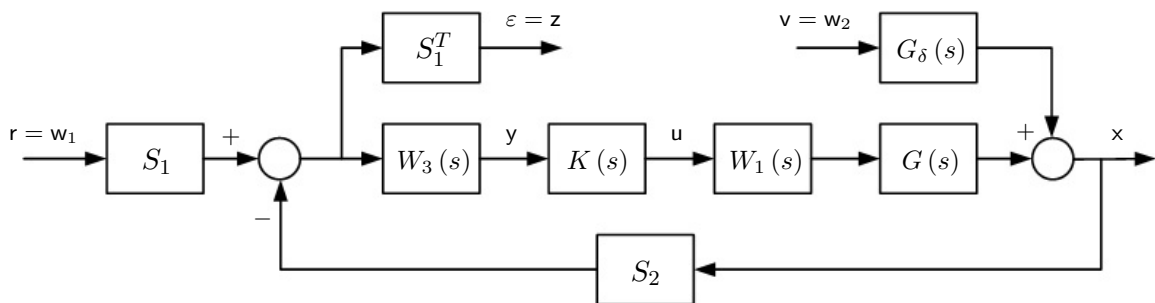 ε = z
v = w₂
S₁ᵀ
G_δ (s)
r = w₁
+
S₁
W₃ (s)
y
K (s)
u
W₁ (s)
G (s)
+
x
−
S₂